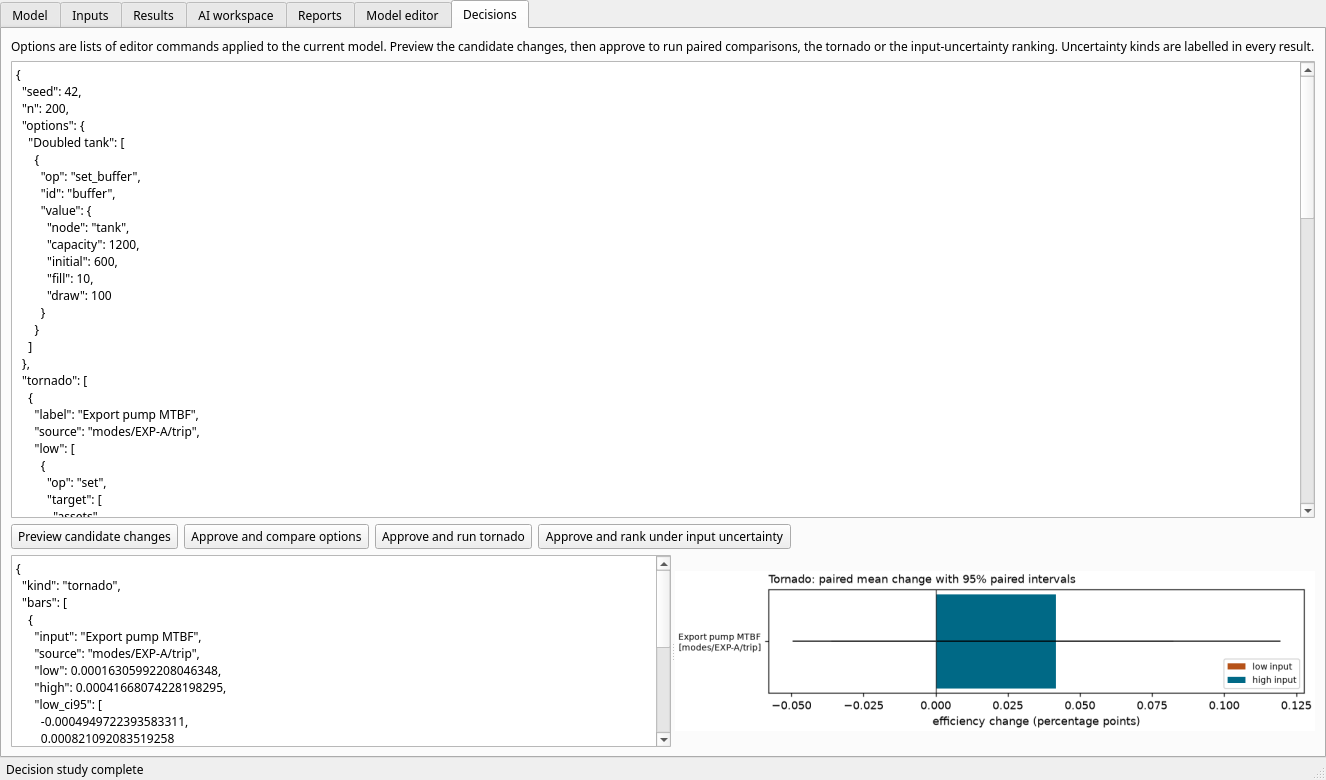 Model Inputs Results AI workspace Reports Model editor Decisions
Options are lists of editor commands applied to the current model. Preview the candidate changes, then approve to run paired comparisons, the tornado or the input-uncertainty ranking. Uncertainty kinds are labelled in every result.
{
"seed": 42,
"n": 200,
"options": {
"Doubled tank": [
{
"op": "set_buffer",
"id": "buffer",
"value": {
"node": "tank",
"capacity": 1200,
"initial": 600,
"fill": 10,
"draw": 100
}
}
]
},
"tornado": [
{
"label": "Export pump MTBF",
"source": "modes/EXP-A/trip",
"low": [
{
"op": "set",
"target": [
"assets",
Preview candidate changes Approve and compare options Approve and run tornado Approve and rank under input uncertainty
{
"kind": "tornado",
"bars": [
{
"input": "Export pump MTBF",
"source": "modes/EXP-A/trip",
"low": 0.00016305992208046348,
"high": 0.00041668074228198295,
"low_ci95": [
-0.0004949722393583311,
0.000821092083519258
Tornado: paired mean change with 95% paired intervals
Export pump MTBF
[modes/EXP-A/trip]
low input
high input
−0.050 −0.025 0.000 0.025 0.050 0.075 0.100 0.125
efficiency change (percentage points)
Decision study complete